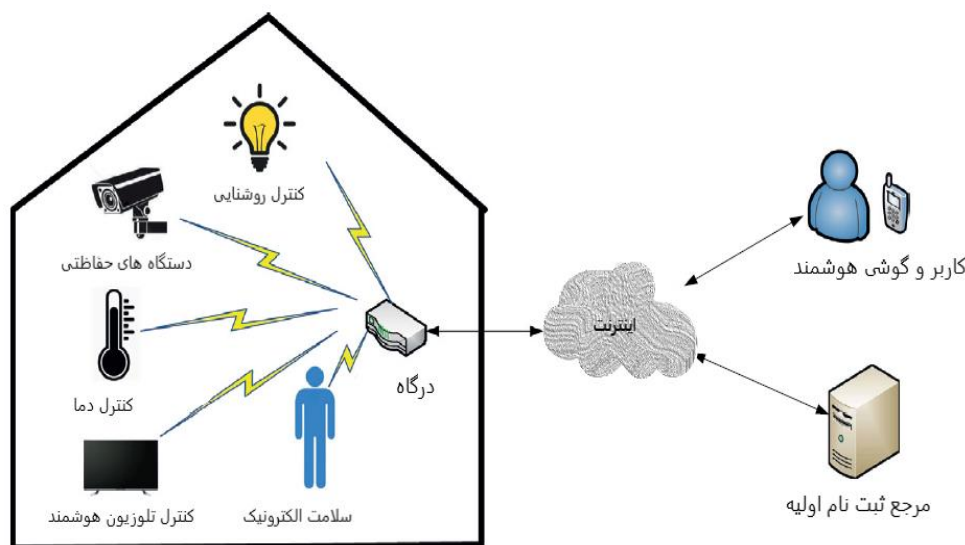 کنترل روشنایی
دستگاه های حفاظتی
کاربر و گوشی هوشمند
اینترنت
درگاه
کنترل دما
مرجع ثبت نام اولیه
سلامت الکترونیک
کنترل تلوزیون هوشمند